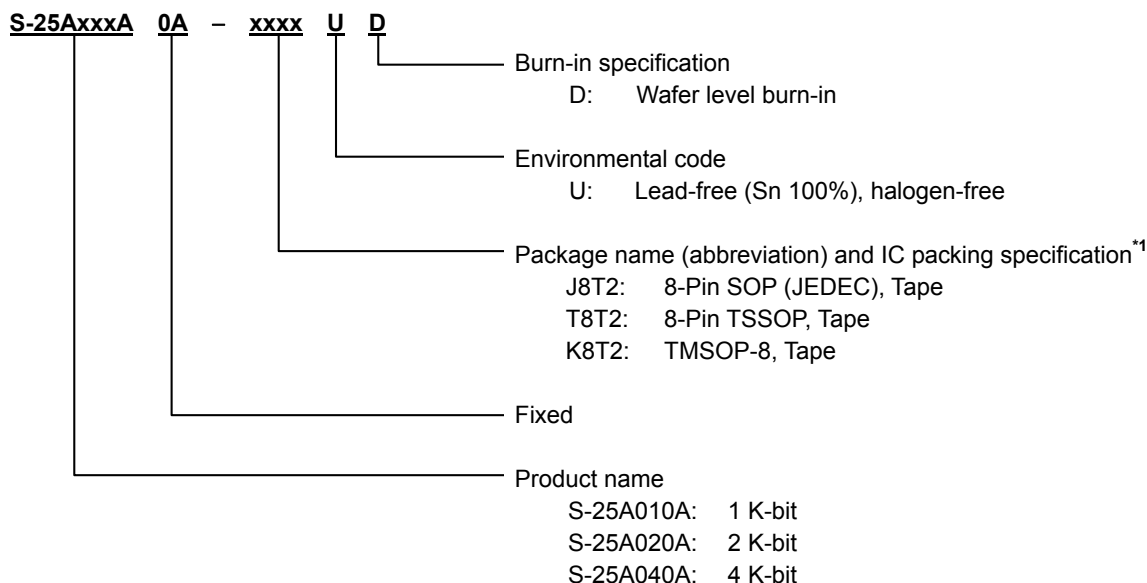 S-25AxxxA 0A – xxxx U D
Burn-in specification
D: Wafer level burn-in
Environmental code
U: Lead-free (Sn 100%), halogen-free
Package name (abbreviation) and IC packing specification*1
J8T2: 8-Pin SOP (JEDEC), Tape
T8T2: 8-Pin TSSOP, Tape
K8T2: TMSOP-8, Tape
Fixed
Product name
S-25A010A: 1 K-bit
S-25A020A: 2 K-bit
S-25A040A: 4 K-bit